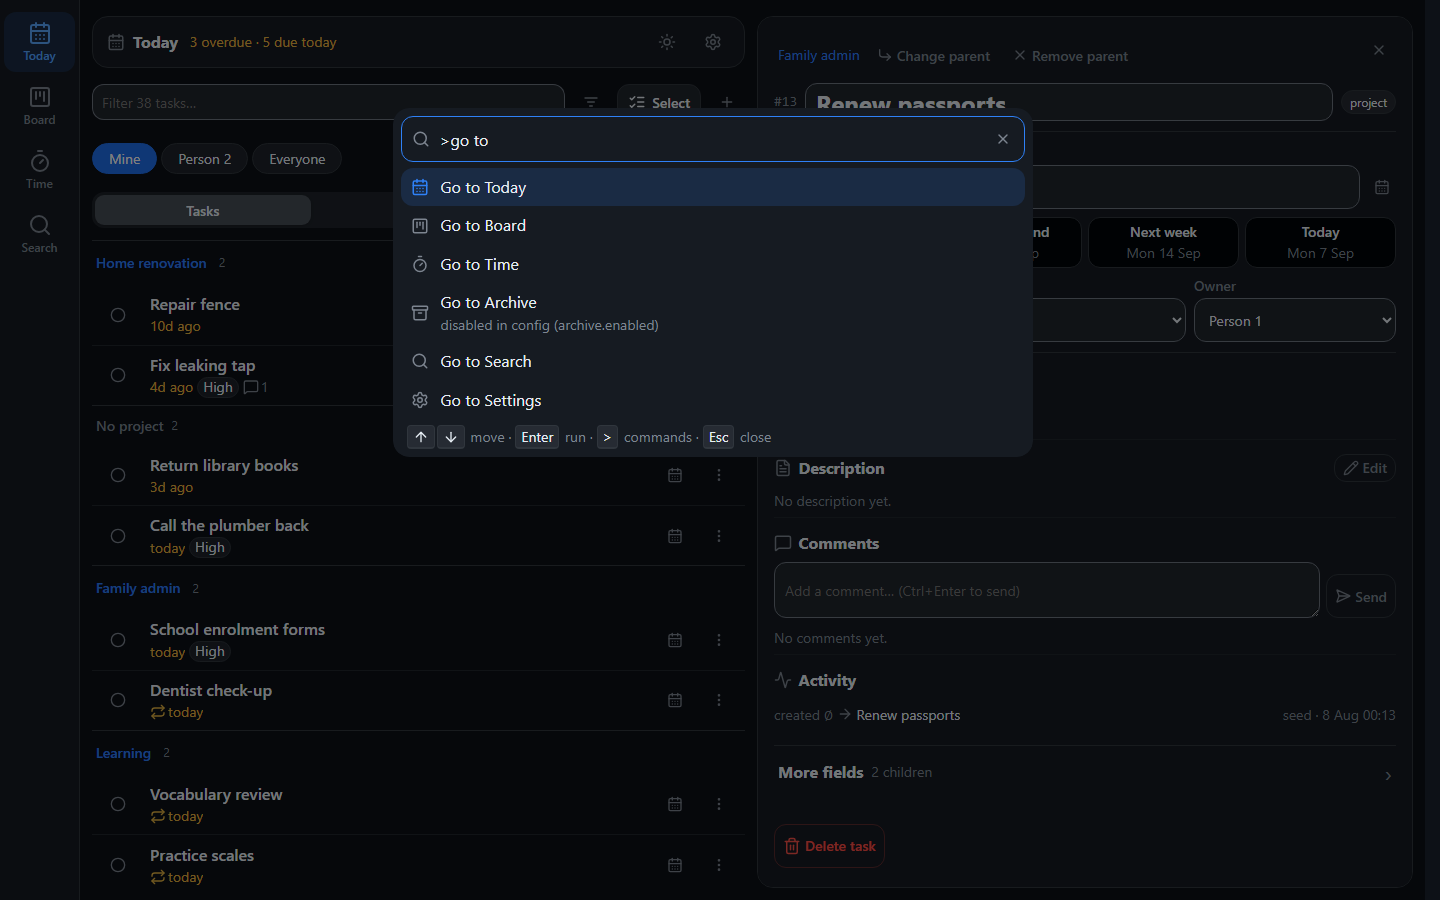 Today
Board
Time
Search
Today 3 overdue · 5 due today
Filter 38 tasks...
Select
Mine
Person 2
Everyone
Tasks
Home renovation 2
Repair fence
10d ago
Fix leaking tap
4d ago High 1
No project 2
Return library books
3d ago
Call the plumber back
today High
Family admin 2
School enrolment forms
today High
Dentist check-up
today
Learning 2
Vocabulary review
today
Practice scales
today
>go to
Go to Today
Go to Board
Go to Time
Go to Archive
disabled in config (archive.enabled)
Go to Search
Go to Settings
↑ ↓ move · Enter run · > commands · Esc close
Family admin Change parent Remove parent
#13 Renew passports project
Next week
Mon 14 Sep
Today
Mon 7 Sep
Owner
Person 1
Description
Edit
No description yet.
Comments
Add a comment... (Ctrl+Enter to send)
Send
No comments yet.
Activity
created ∅ → Renew passports seed · 8 Aug 00:13
More fields 2 children
Delete task